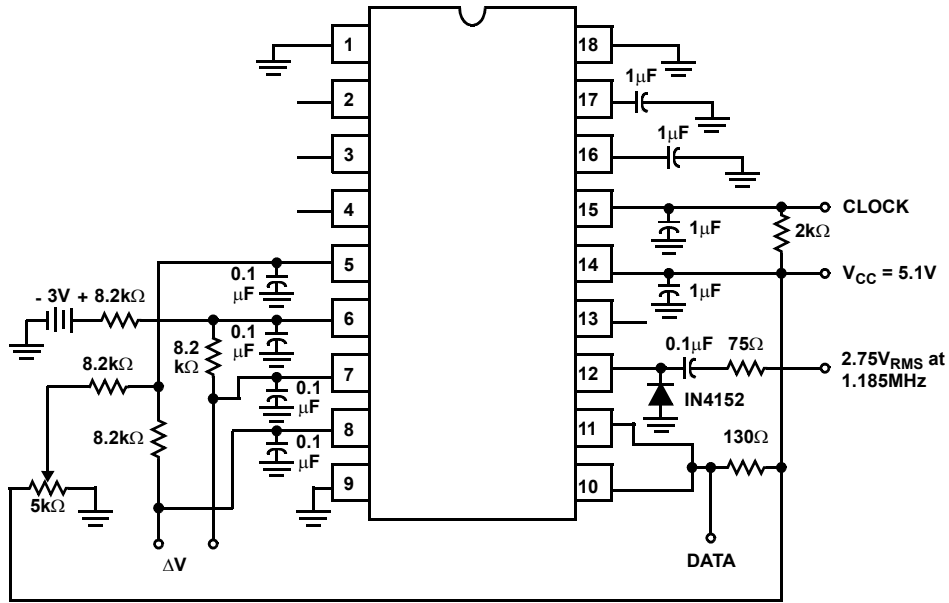 1
18
1μF
2
17
1μF
3
16
4
15
CLOCK
1μF
2kΩ
5
0.1
μF
14
VCC = 5.1V
1μF
- 3V + 8.2kΩ
6
0.1
μF
13
8.2
kΩ
0.1μF
75Ω
8.2kΩ
7
0.1
μF
12
2.75VRMS at
1.185MHz
IN4152
8.2kΩ
8
0.1
μF
11
130Ω
5kΩ
9
10
ΔV
DATA